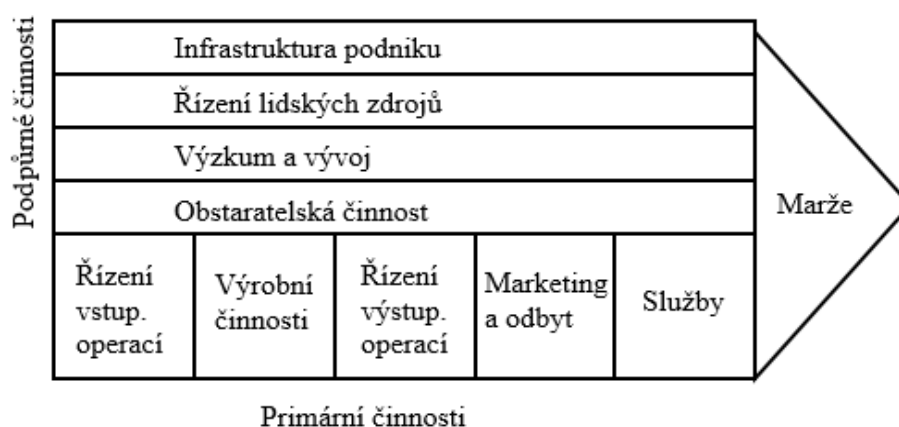 Podpůrné činnosti
Infrastruktura podniku
Řízení lidských zdrojů
Výzkum a vývoj
Obstaratelská činnost
Marže
Řízení
vstup.
operací
Výrobní
činnosti
Řízení
výstup.
operací
Marketing
a odbyt
Služby
Primární činnosti